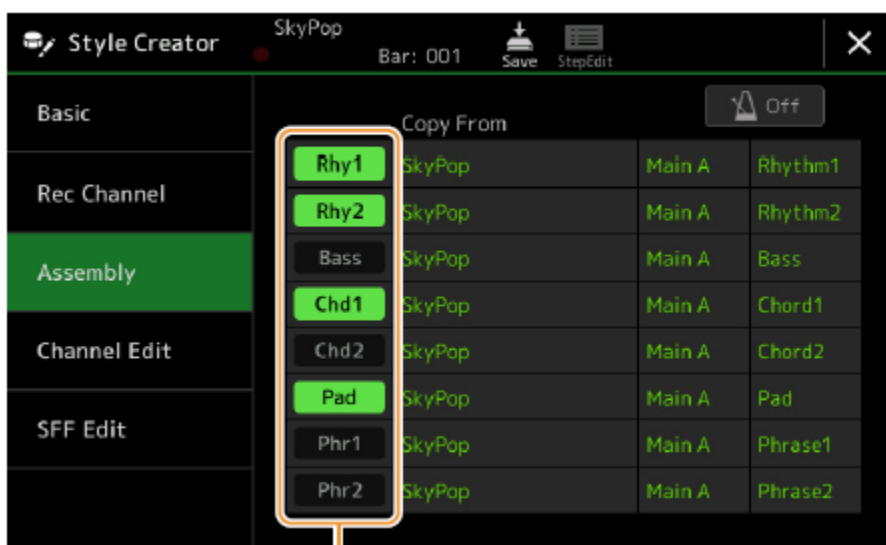 Style Creator
SkyPop
Bar: 001
Save
StepEdit
Basic
Rec Channel
Assembly
Channel Edit
SFF Edit
Copy From
Off
Rhy1 SkyPop Main A Rhythm1
Rhy2 SkyPop Main A Rhythm2
Bass SkyPop Main A Bass
Chd1 SkyPop Main A Chord1
Chd2 SkyPop Main A Chord2
Pad SkyPop Main A Pad
Phr1 SkyPop Main A Phrase1
Phr2 SkyPop Main A Phrase2